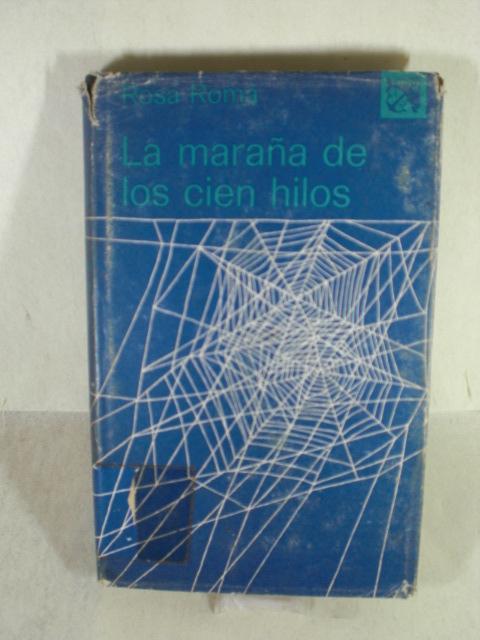 Rosa Romá
La maraña de
los cien hilos